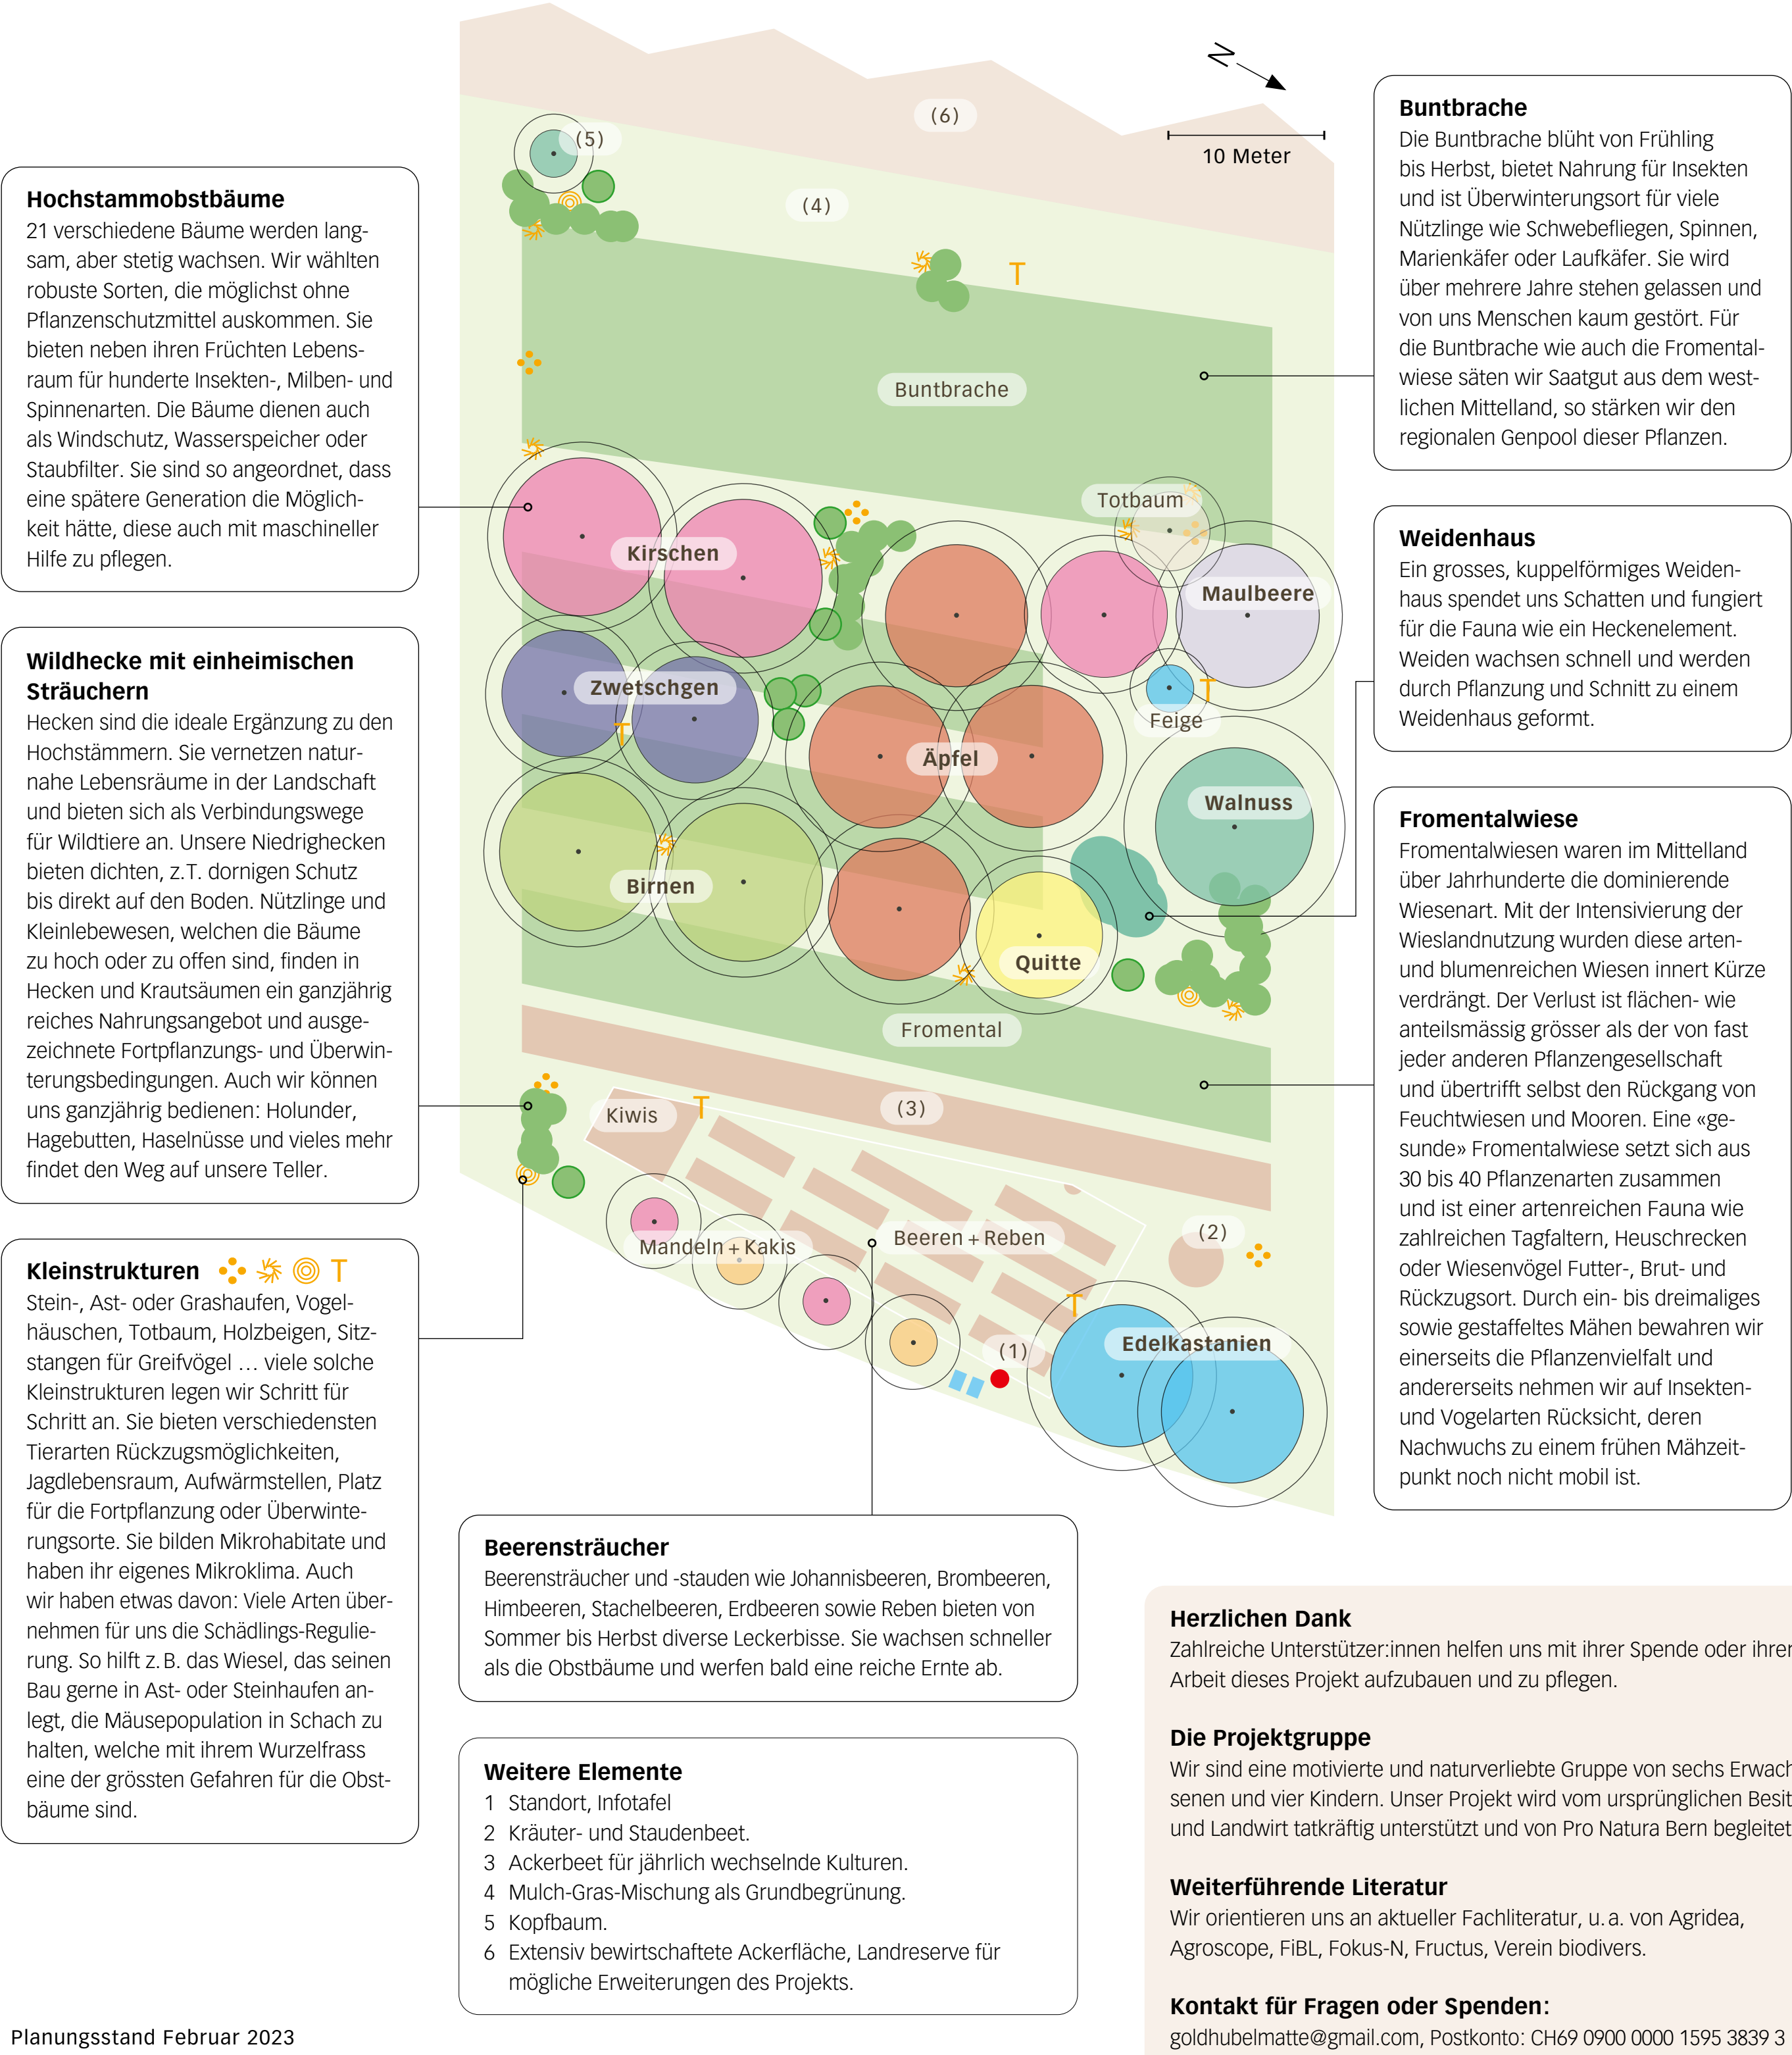 N
10 Meter
(6)
(5)
(4)
Buntbrache
Totbaum
Kirschen
Maulbeere
Zwetschgen
Feige
Äpfel
Walnuss
Birnen
Quitte
Fromental
(3)
Kiwis
Mandeln + Kakis
Beeren + Reben
(2)
(1)
Edelkastanien
Hochstammobstbäume
21 verschiedene Bäume werden lang-
sam, aber stetig wachsen. Wir wählten
robuste Sorten, die möglichst ohne
Pflanzenschutzmittel auskommen. Sie
bieten neben ihren Früchten Lebens-
raum für hunderte Insekten-, Milben- und
Spinnenarten. Die Bäume dienen auch
als Windschutz, Wasserspeicher oder
Staubfilter. Sie sind so angeordnet, dass
eine spätere Generation die Möglich-
keit hätte, diese auch mit maschineller
Hilfe zu pflegen.
Wildhecke mit einheimischen
Sträuchern
Hecken sind die ideale Ergänzung zu den
Hochstämmern. Sie vernetzen natur-
nahe Lebensräume in der Landschaft
und bieten sich als Verbindungswege
für Wildtiere an. Unsere Niedrighecken
bieten dichten, z.T. dornigen Schutz
bis direkt auf den Boden. Nützlinge und
Kleinlebewesen, welchen die Bäume
zu hoch oder zu offen sind, finden in
Hecken und Krautsäumen ein ganzjährig
reiches Nahrungsangebot und ausge-
zeichnete Fortpflanzungs- und Überwin-
terungsbedingungen. Auch wir können
uns ganzjährig bedienen: Holunder,
Hagebutten, Haselnüsse und vieles mehr
findet den Weg auf unsere Teller.
Kleinstrukturen
Stein-, Ast- oder Grashaufen, Vogel-
häuschen, Totbaum, Holzbeigen, Sitz-
stangen für Greifvögel … viele solche
Kleinstrukturen legen wir Schritt für
Schritt an. Sie bieten verschiedensten
Tierarten Rückzugsmöglichkeiten,
Jagdlebensraum, Aufwärmstellen, Platz
für die Fortpflanzung oder Überwinte-
rungsorte. Sie bilden Mikrohabitate und
haben ihr eigenes Mikroklima. Auch
wir haben etwas davon: Viele Arten über-
nehmen für uns die Schädlings-Regulie-
rung. So hilft z. B. das Wiesel, das seinen
Bau gerne in Ast- oder Steinhaufen an-
legt, die Mäusepopulation in Schach zu
halten, welche mit ihrem Wurzelfrass
eine der grössten Gefahren für die Obst-
bäume sind.
Planungsstand Februar 2023
Beerensträucher
Beerensträucher und -stauden wie Johannisbeeren, Brombeeren,
Himbeeren, Stachelbeeren, Erdbeeren sowie Reben bieten von
Sommer bis Herbst diverse Leckerbisse. Sie wachsen schneller
als die Obstbäume und werfen bald eine reiche Ernte ab.
Weitere Elemente
1 Standort, Infotafel
2 Kräuter- und Staudenbeet.
3 Ackerbeet für jährlich wechselnde Kulturen.
4 Mulch-Gras-Mischung als Grundbegrünung.
5 Kopfbaum.
6 Extensiv bewirtschaftete Ackerfläche, Landreserve für
mögliche Erweiterungen des Projekts.
Buntbrache
Die Buntbrache blüht von Frühling
bis Herbst, bietet Nahrung für Insekten
und ist Überwinterungsort für viele
Nützlinge wie Schwebefliegen, Spinnen,
Marienkäfer oder Laufkäfer. Sie wird
über mehrere Jahre stehen gelassen und
von uns Menschen kaum gestört. Für
die Buntbrache wie auch die Fromental-
wiese säten wir Saatgut aus dem west-
lichen Mittelland, so stärken wir den
regionalen Genpool dieser Pflanzen.
Weidenhaus
Ein grosses, kuppelförmiges Weiden-
haus spendet uns Schatten und fungiert
für die Fauna wie ein Heckenelement.
Weiden wachsen schnell und werden
durch Pflanzung und Schnitt zu einem
Weidenhaus geformt.
Fromentalwiese
Fromentalwiesen waren im Mittelland
über Jahrhunderte die dominierende
Wiesenart. Mit der Intensivierung der
Wieslandnutzung wurden diese arten-
und blumenreichen Wiesen innert Kürze
verdrängt. Der Verlust ist flächen- wie
anteilsmässig grösser als der von fast
jeder anderen Pflanzengesellschaft
und übertrifft selbst den Rückgang von
Feuchtwiesen und Mooren. Eine «ge-
sunde» Fromentalwiese setzt sich aus
30 bis 40 Pflanzenarten zusammen
und ist einer artenreichen Fauna wie
zahlreichen Tagfaltern, Heuschrecken
oder Wiesenvögel Futter-, Brut- und
Rückzugsort. Durch ein- bis dreimaliges
sowie gestaffeltes Mähen bewahren wir
einerseits die Pflanzenvielfalt und
andererseits nehmen wir auf Insekten-
und Vogelarten Rücksicht, deren
Nachwuchs zu einem frühen Mähzeit-
punkt noch nicht mobil ist.
Herzlichen Dank
Zahlreiche Unterstützer:innen helfen uns mit ihrer Spende oder ihrer
Arbeit dieses Projekt aufzubauen und zu pflegen.
Die Projektgruppe
Wir sind eine motivierte und naturverliebte Gruppe von sechs Erwach
senen und vier Kindern. Unser Projekt wird vom ursprünglichen Besit
und Landwirt tatkräftig unterstützt und von Pro Natura Bern begleitet
Weiterführende Literatur
Wir orientieren uns an aktueller Fachliteratur, u. a. von Agridea,
Agroscope, FiBL, Fokus-N, Fructus, Verein biodivers.
Kontakt für Fragen oder Spenden:
goldhubelmatte@gmail.com, Postkonto: CH69 0900 0000 1595 3839 3